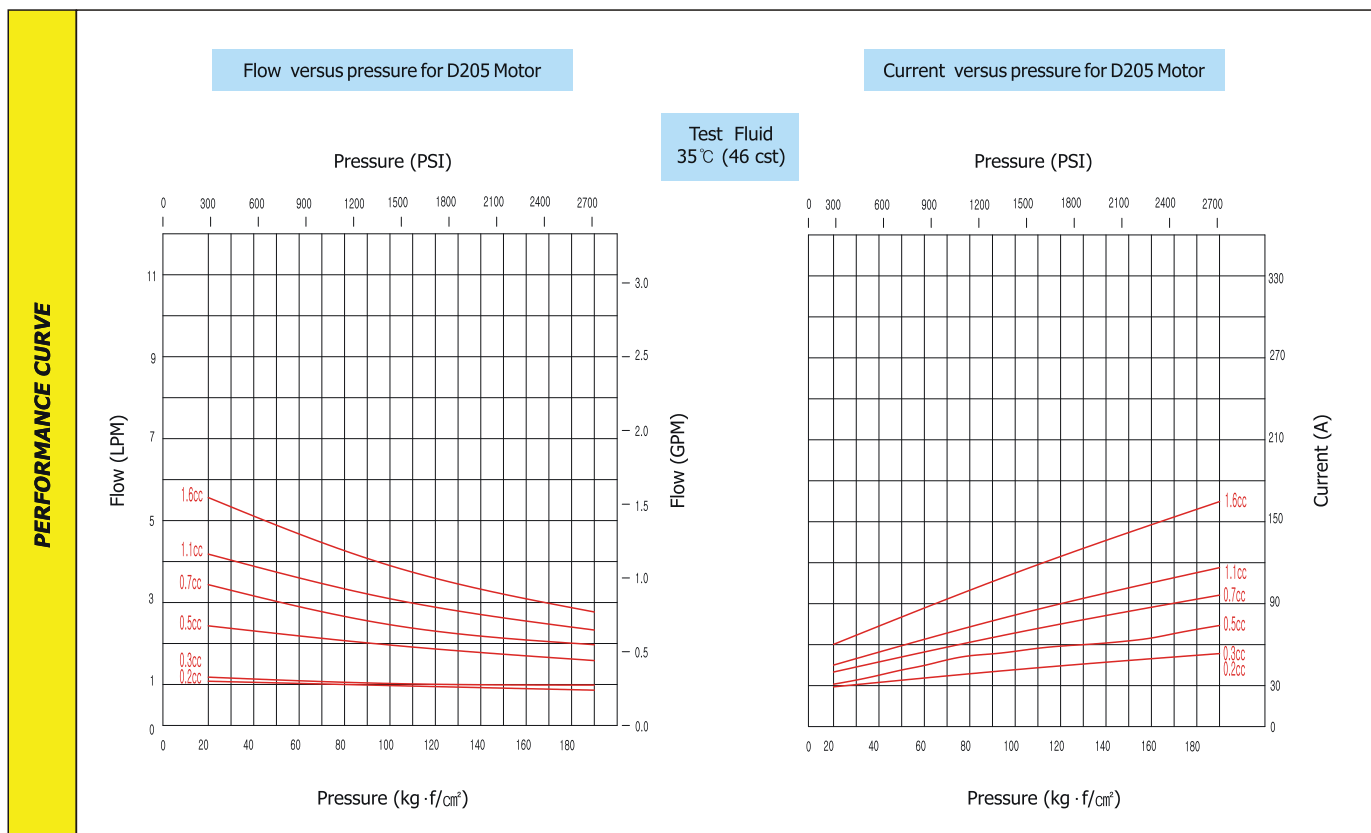 PERFORMANCE CURVE
Flow versus pressure for D205 Motor
Current versus pressure for D205 Motor
Test Fluid
35℃ (46 cst)
Pressure (PSI)
0 300 600 900 1200 1500 1800 2100 2400 2700
Flow (LPM)
11
9
7
5
3
1
0
1.6cc
1.1cc
0.7cc
0.5cc
0.3cc
0.2cc
3.0
2.5
2.0
1.5
1.0
0.5
0.0
Flow (GPM)
0 20 40 60 80 100 120 140 160 180
Pressure (kg·f/㎠)
Pressure (PSI)
0 300 600 900 1200 1500 1800 2100 2400 2700
1.6cc
1.1cc
0.7cc
0.5cc
0.3cc
0.2cc
330
270
210
150
90
30
0
Current (A)
0 20 40 60 80 100 120 140 160 180
Pressure (kg·f/㎠)